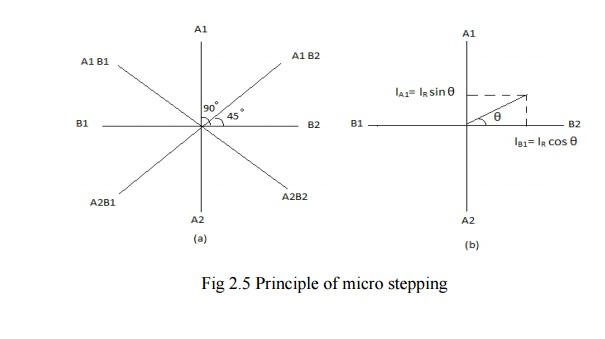 A1
A1 B1
A1 B2
90°
45°
B1
B2
A2B1
A2B2
A2
(a)
A1
IA1= IR sin θ
θ
B1
B2
IB1= IR cos θ
A2
(b)
Fig 2.5 Principle of micro stepping